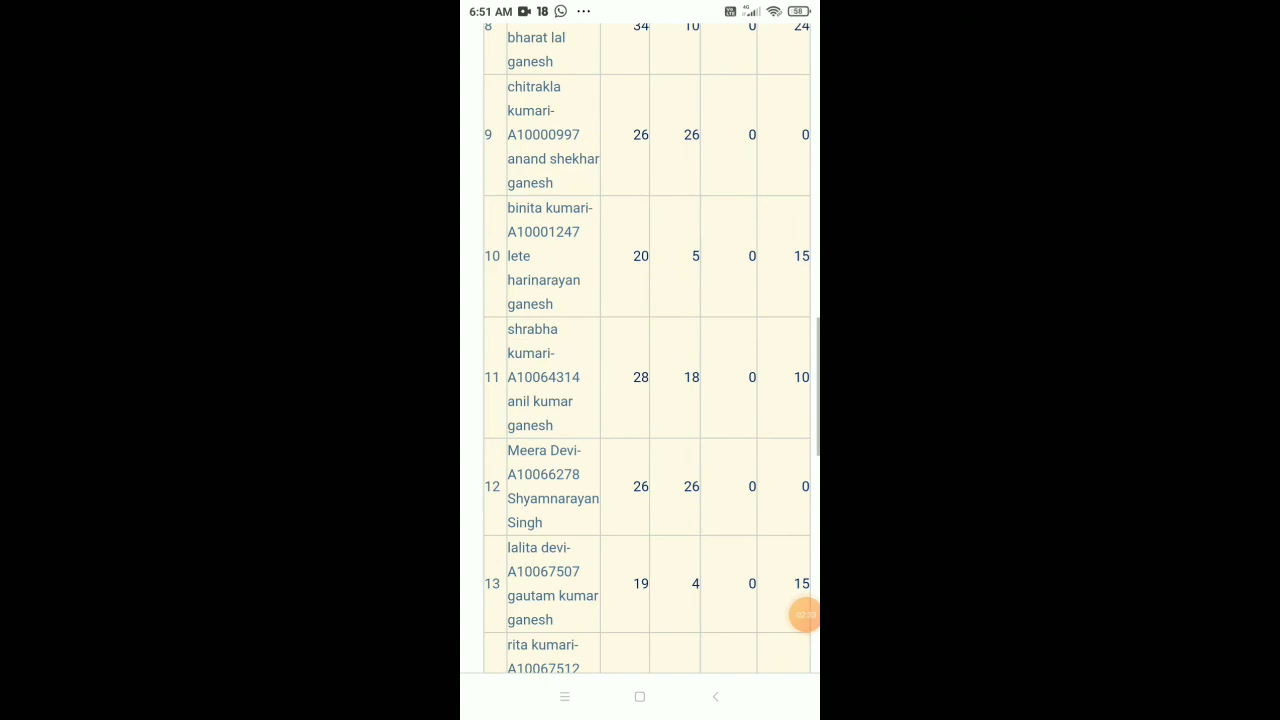 6:51 AM 18 ... 4G 58
8 34 10 0 24
bharat lal
ganesh
chitrakla
kumari-
9 A10000997 26 26 0 0
anand shekhar
ganesh
binita kumari-
A10001247
10 lete 20 5 0 15
harinarayan
ganesh
shrabha
kumari-
11 A10064314 28 18 0 10
anil kumar
ganesh
Meera Devi-
A10066278
12 26 26 0 0
Shyamnarayan
Singh
lalita devi-
A10067507
13 19 4 0 15
gautam kumar
ganesh
rita kumari-
A10067512